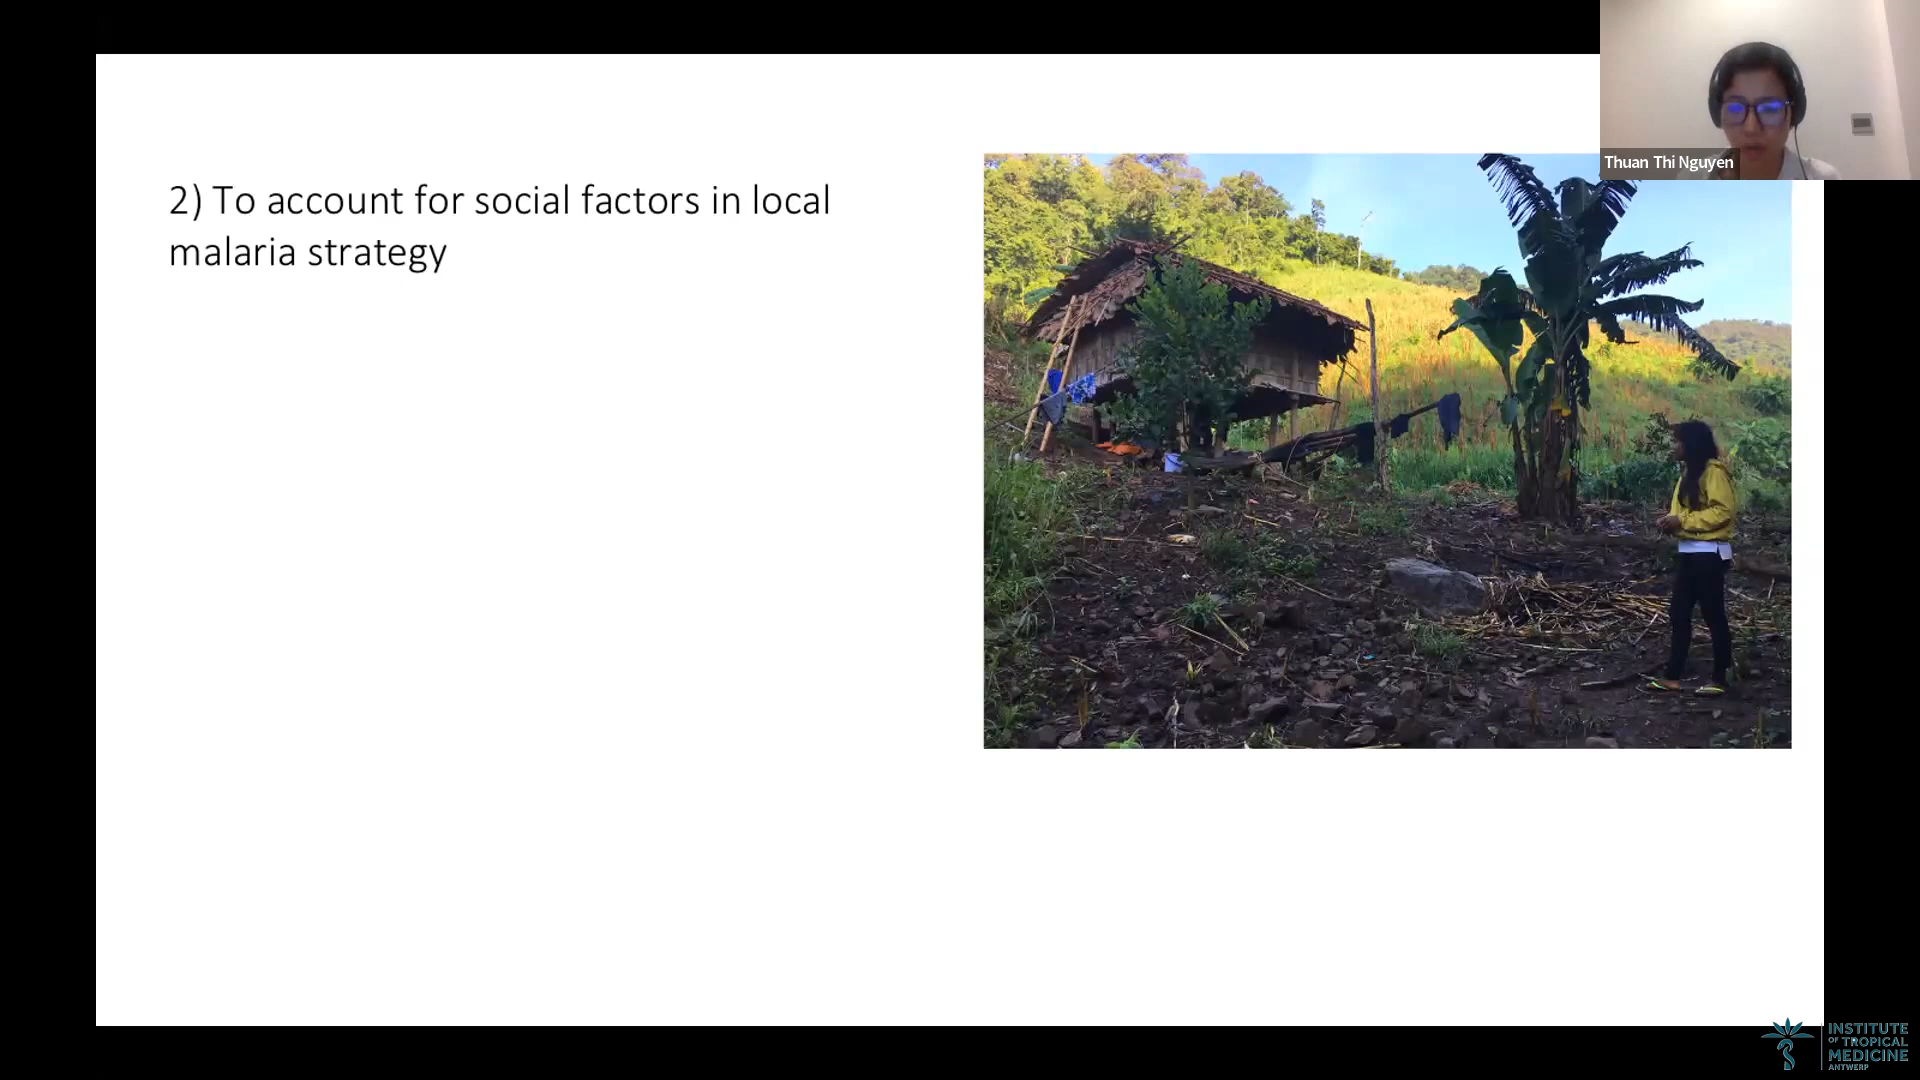 2) To account for social factors in local
malaria strategy
Thuan Thi Nguyen
INSTITUTE
OF TROPICAL
MEDICINE
ANTWERP